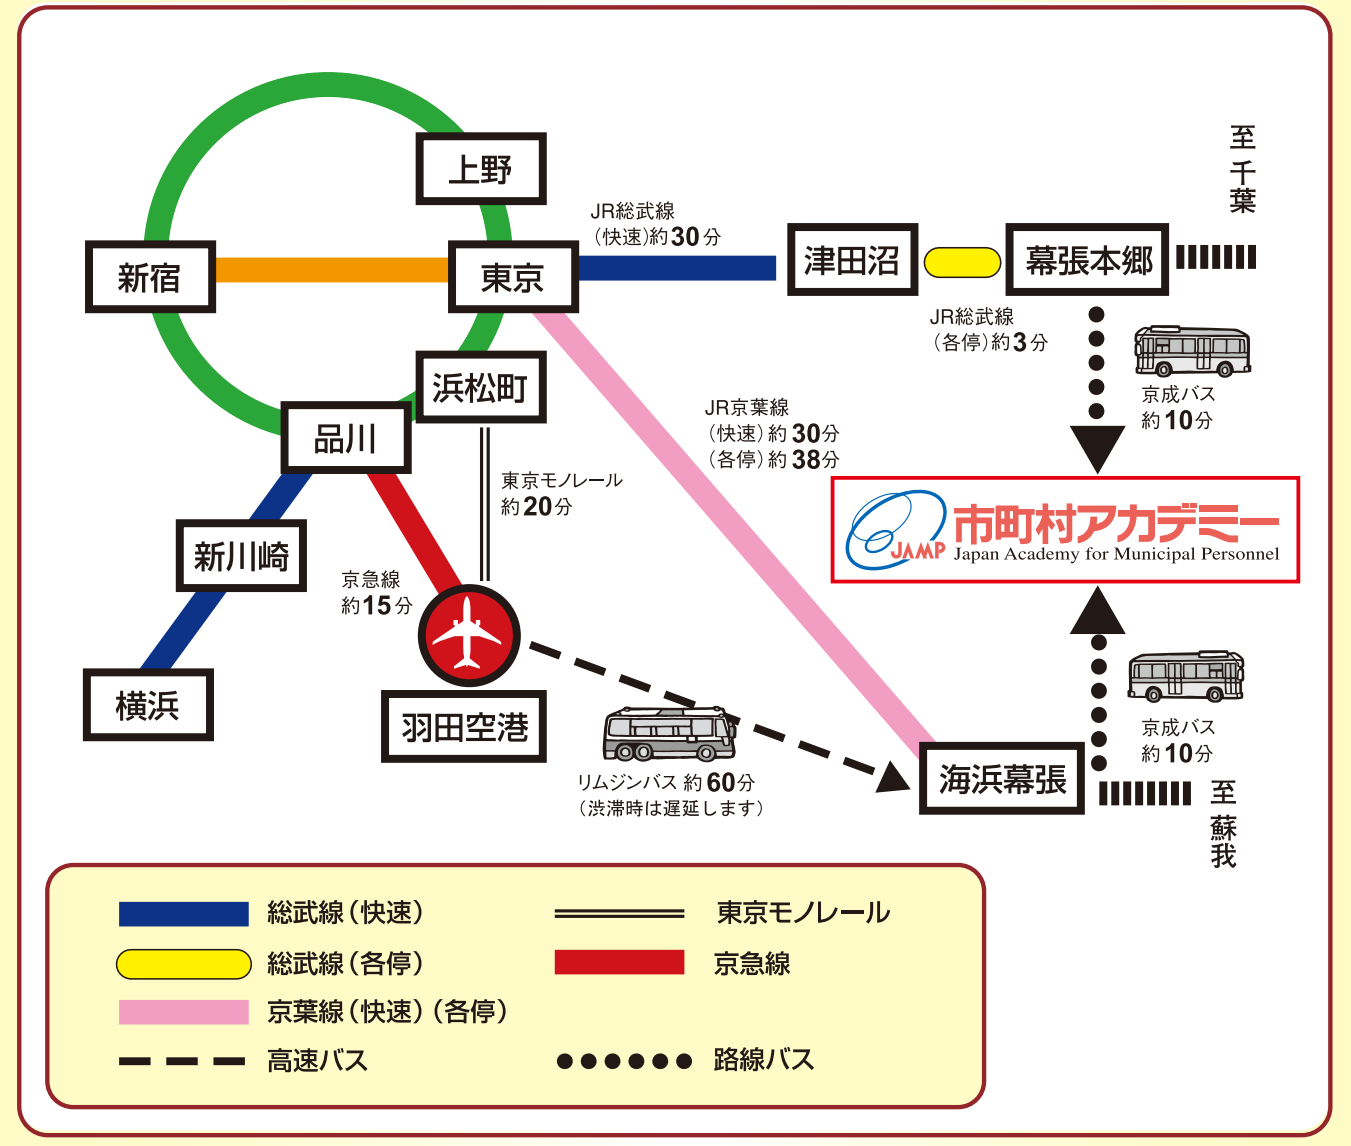 上野
新宿
東京
浜松町
品川
新川崎
横浜
羽田空港
JR総武線
（快速）約30分
津田沼
幕張本郷
至千葉
JR総武線
（各停）約3分
京成バス
約10分
JR京葉線
（快速）約30分
（各停）約38分
東京モノレール
約20分
京急線
約15分
JAMP
市町村アカデミー
Japan Academy for Municipal Personnel
リムジンバス 約60分
（渋滞時は遅延します）
海浜幕張
京成バス
約10分
至蘇我
総武線（快速）
総武線（各停）
京葉線（快速）（各停）
高速バス
東京モノレール
京急線
路線バス